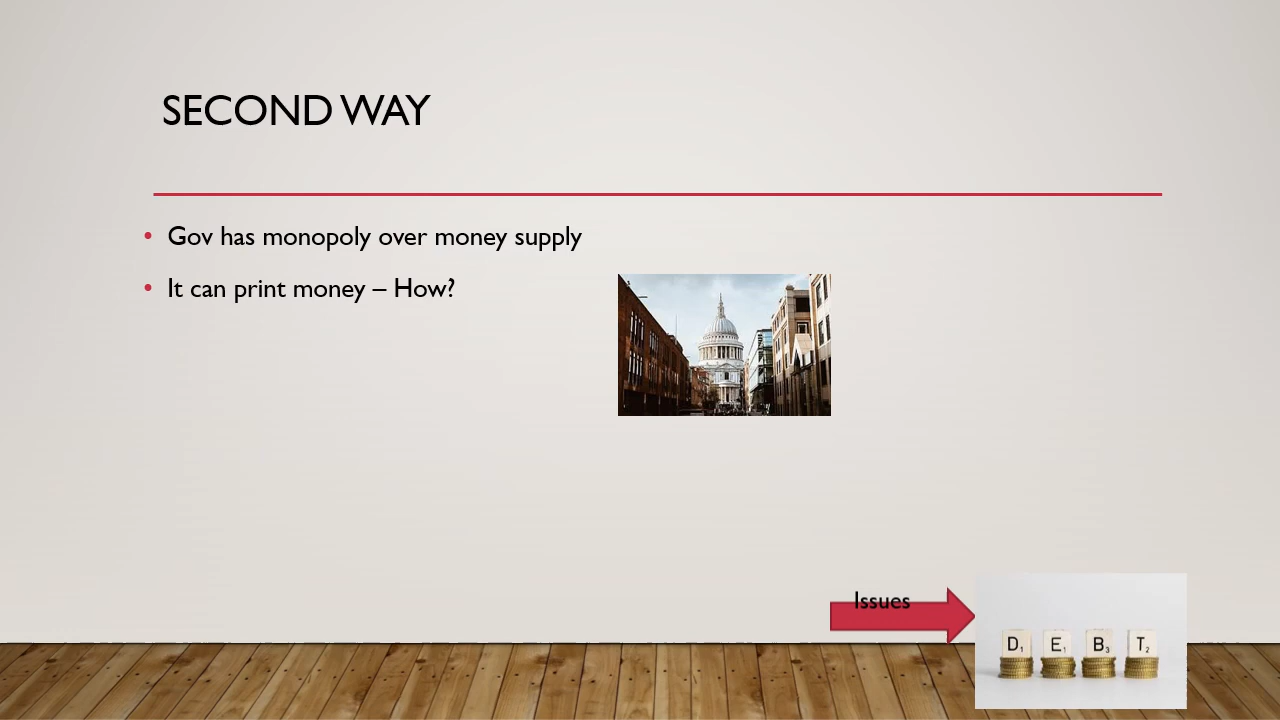 SECOND WAY
• Gov has monopoly over money supply
• It can print money – How?
Issues
D1 E1 B3 T2